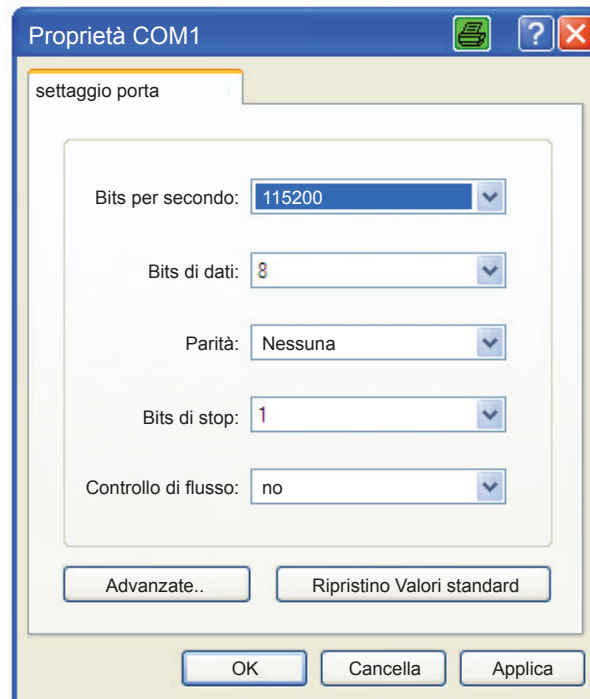 Proprietà COM1
settaggio porta
Bits per secondo: 115200
Bits di dati: 8
Parità: Nessuna
Bits di stop: 1
Controllo di flusso: no
Advanzate.. Ripristino Valori standard
OK Cancella Applica